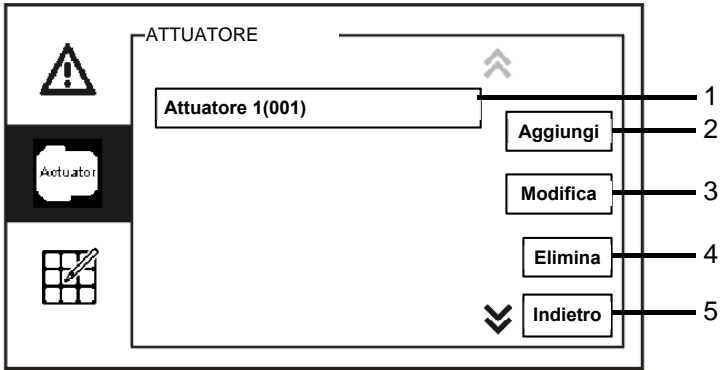 ATTUATORE
Attuatore 1(001)
1
Aggiungi
2
Actuator
Modifica
3
Elimina
4
Indietro
5